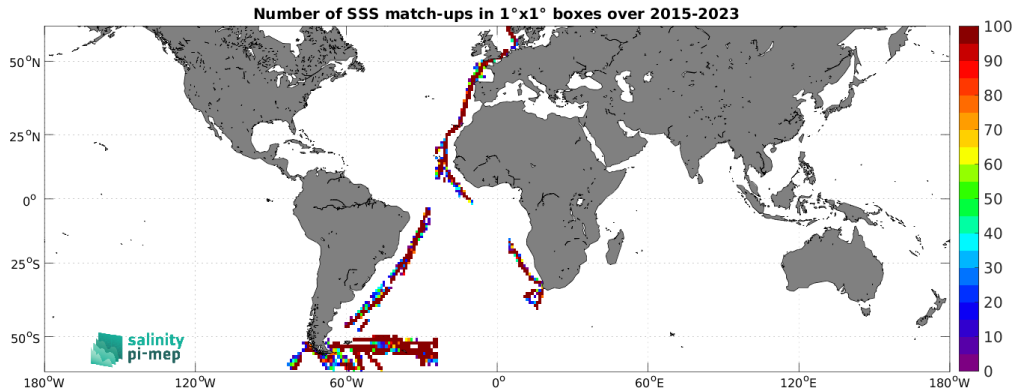 Number of SSS match-ups in 1°x1° boxes over 2015-2023
50°N
25°N
0°
25°S
50°S
180°W
120°W
60°W
0°
60°E
120°E
180°W
100
90
80
70
60
50
40
30
20
10
0
salinity
pi-mep